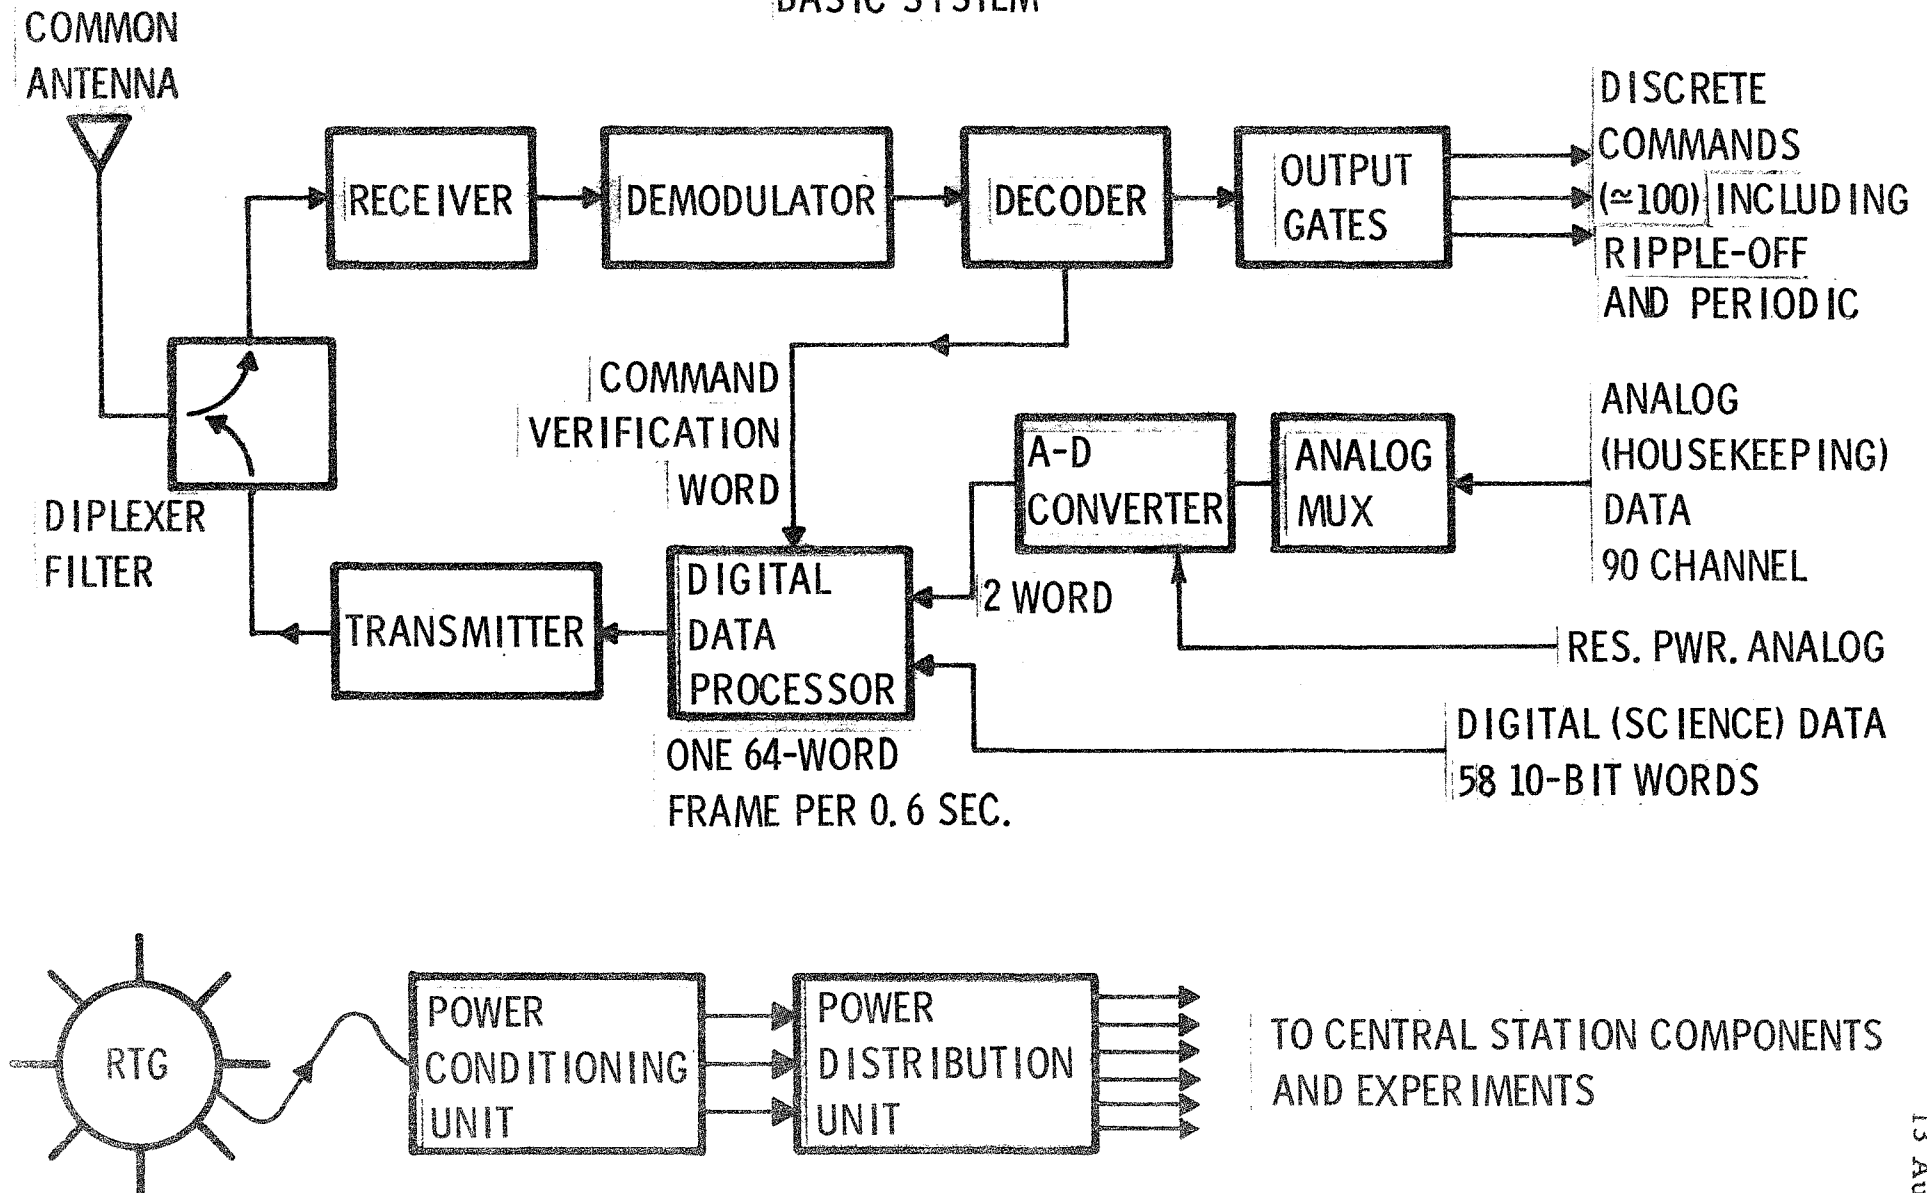 BASIC SYSTEM
COMMON
ANTENNA
RECEIVER
DEMODULATOR
DECODER
OUTPUT
GATES
DISCRETE
COMMANDS
(≃100) INCLUDING
RIPPLE-OFF
AND PERIODIC
DIPLEXER
FILTER
COMMAND
VERIFICATION
WORD
A-D
CONVERTER
ANALOG
MUX
ANALOG
(HOUSEKEEPING)
DATA
90 CHANNEL
TRANSMITTER
DIGITAL
DATA
PROCESSOR
2 WORD
RES. PWR. ANALOG
DIGITAL (SCIENCE) DATA
58 10-BIT WORDS
ONE 64-WORD
FRAME PER 0.6 SEC.
RTG
POWER
CONDITIONING
UNIT
POWER
DISTRIBUTION
UNIT
TO CENTRAL STATION COMPONENTS
AND EXPERIMENTS